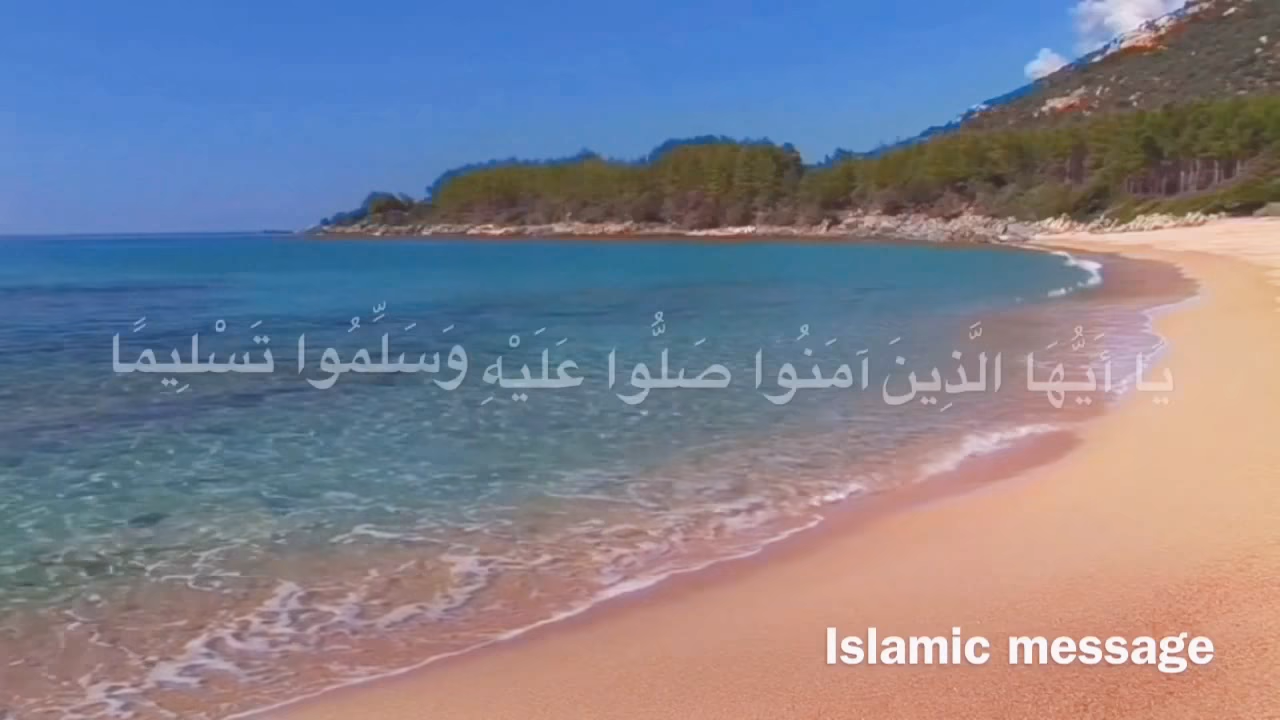 يَا أَيُّهَا الَّذِينَ آمَنُوا صَلُّوا عَلَيْهِ وَسَلِّمُوا تَسْلِيمًا
Islamic message